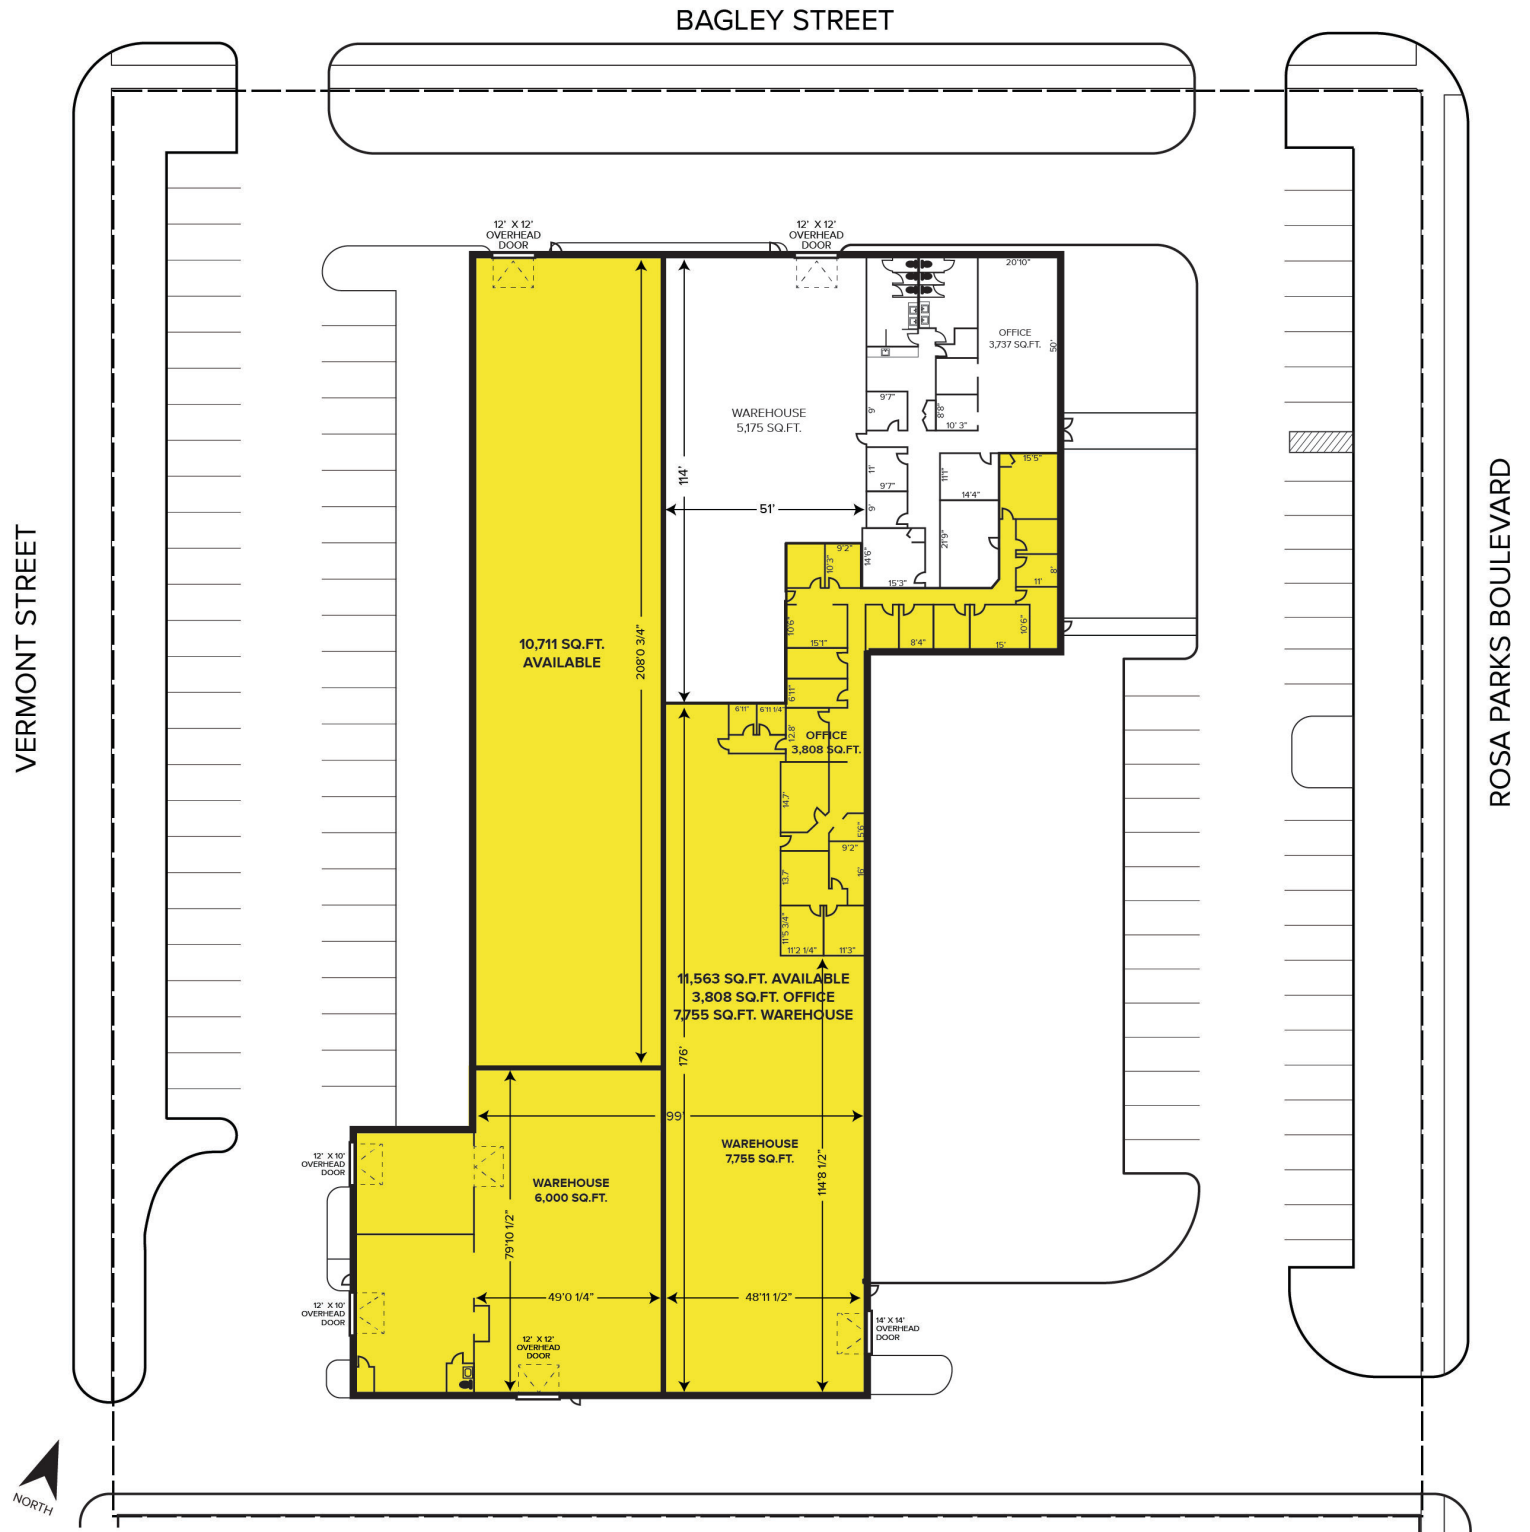 BAGLEY STREET
12' X 12'
OVERHEAD
DOOR
12' X 12'
OVERHEAD
DOOR
20'10"
OFFICE
3,737 SQ.FT.
50'
WAREHOUSE
5,175 SQ.FT.
9'7"
9'
8'8"
10' 3"
114'
51'
11'
9'7"
9'
11'1"
14'4"
15'5"
21'9"
14'6"
15'3"
9'2"
10'3"
8'
11'
10'6"
15'1"
8'4"
15'
10'6"
VERMONT STREET
ROSA PARKS BOULEVARD
10,711 SQ.FT.
AVAILABLE
208'0 3/4"
6'11"
6'11"
6'11 1/4"
12.8'
OFFICE
3,808 SQ.FT.
14.7'
5'6"
9'2"
13.7'
16'
11'5 3/4"
11'2 1/4"
11'3"
11,563 SQ.FT. AVAILABLE
3,808 SQ.FT. OFFICE
7,755 SQ.FT. WAREHOUSE
176'
99'
WAREHOUSE
7,755 SQ.FT.
114'8 1/2"
12' X 10'
OVERHEAD
DOOR
WAREHOUSE
6,000 SQ.FT.
79'10 1/2"
49'0 1/4"
48'11 1/2"
12' X 10'
OVERHEAD
DOOR
12' X 12'
OVERHEAD
DOOR
14' X 14'
OVERHEAD
DOOR
NORTH